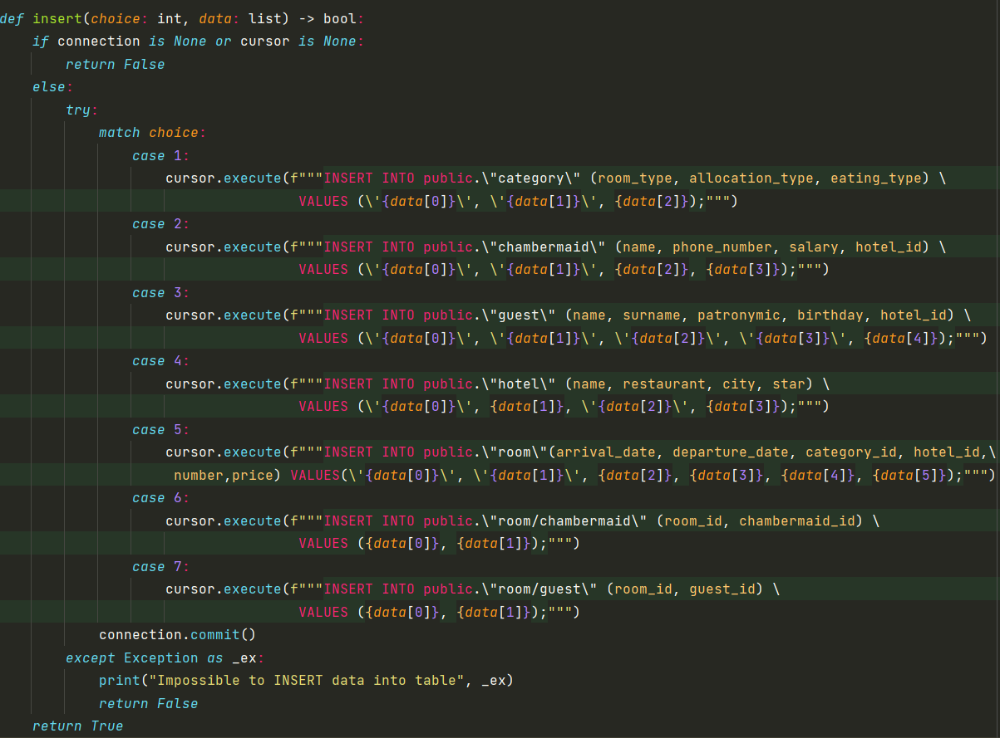 def insert(choice: int, data: list) -> bool:
    if connection is None or cursor is None:
        return False
    else:
        try:
            match choice:
                case 1:
                    cursor.execute(f"""INSERT INTO public.\"category\" (room_type, allocation_type, eating_type) \
                                    VALUES (\'{data[0]}\', \'{data[1]}\', {data[2]});""")
                case 2:
                    cursor.execute(f"""INSERT INTO public.\"chambermaid\" (name, phone_number, salary, hotel_id) \
                                    VALUES (\'{data[0]}\', \'{data[1]}\', {data[2]}, {data[3]});""")
                case 3:
                    cursor.execute(f"""INSERT INTO public.\"guest\" (name, surname, patronymic, birthday, hotel_id) \
                                    VALUES (\'{data[0]}\', \'{data[1]}\', \'{data[2]}\', \'{data[3]}\', {data[4]});""")
                case 4:
                    cursor.execute(f"""INSERT INTO public.\"hotel\" (name, restaurant, city, star) \
                                    VALUES (\'{data[0]}\', {data[1]}, \'{data[2]}\', {data[3]});""")
                case 5:
                    cursor.execute(f"""INSERT INTO public.\"room\"(arrival_date, departure_date, category_id, hotel_id,\
                     number,price) VALUES(\'{data[0]}\', \'{data[1]}\', {data[2]}, {data[3]}, {data[4]}, {data[5]});""")
                case 6:
                    cursor.execute(f"""INSERT INTO public.\"room/chambermaid\" (room_id, chambermaid_id) \
                                    VALUES ({data[0]}, {data[1]});""")
                case 7:
                    cursor.execute(f"""INSERT INTO public.\"room/guest\" (room_id, guest_id) \
                                    VALUES ({data[0]}, {data[1]});""")
            connection.commit()
        except Exception as _ex:
            print("Impossible to INSERT data into table", _ex)
            return False
    return True